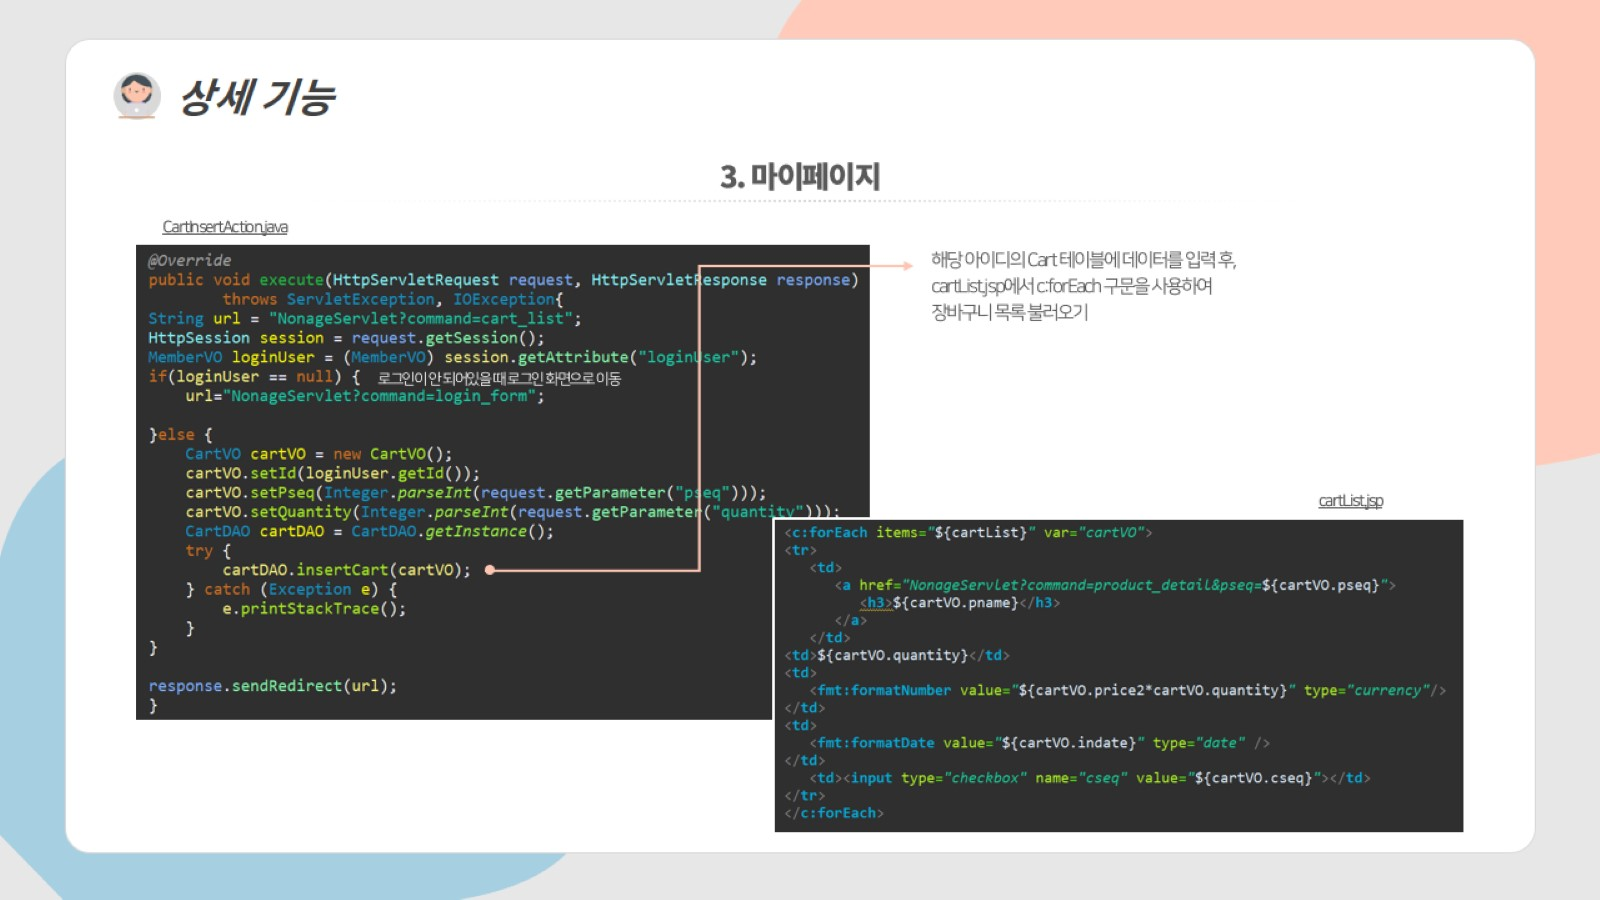 상세 기능
3. 마이페이지
CartInsertAction.java
@Override
public void execute(HttpServletRequest request, HttpServletResponse response)
throws ServletException, IOException{
String url = "NonageServlet?command=cart_list";
HttpSession session = request.getSession();
MemberVO loginUser = (MemberVO) session.getAttribute("loginUser");
if(loginUser == null) { 로그인이 안 되어있을 때 로그인 화면으로 이동
url="NonageServlet?command=login_form";
}else {
CartVO cartVO = new CartVO();
cartVO.setId(loginUser.getId());
cartVO.setPseq(Integer.parseInt(request.getParameter("pseq")));
cartVO.setQuantity(Integer.parseInt(request.getParameter("quantity")));
CartDAO cartDAO = CartDAO.getInstance();
try {
cartDAO.insertCart(cartVO);
} catch (Exception e) {
e.printStackTrace();
}
}
response.sendRedirect(url);
}
해당 아이디의 Cart 테이블에 데이터를 입력 후,
cartList.jsp에서 c:forEach 구문을 사용하여
장바구니 목록 불러오기
cartList.jsp
<c:forEach items="${cartList}" var="cartVO">
<tr>
<td>
<a href="NonageServlet?command=product_detail&pseq=${cartVO.pseq}">
<h3>${cartVO.pname}</h3>
</a>
</td>
<td>${cartVO.quantity}</td>
<td>
<fmt:formatNumber value="${cartVO.price2*cartVO.quantity}" type="currency"/>
</td>
<td>
<fmt:formatDate value="${cartVO.indate}" type="date" />
</td>
<td><input type="checkbox" name="cseq" value="${cartVO.cseq}"></td>
</tr>
</c:forEach>